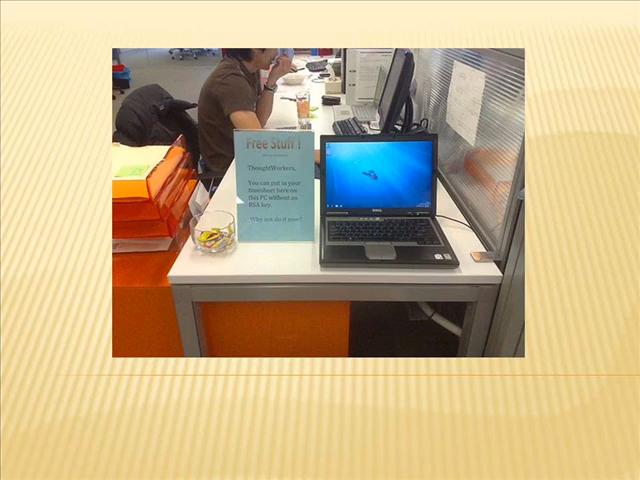 Free Stuff !
ThoughtWorkers,
You can put in your
timesheet here on
this PC without an
RSA key.
Why not do it now?
DELL